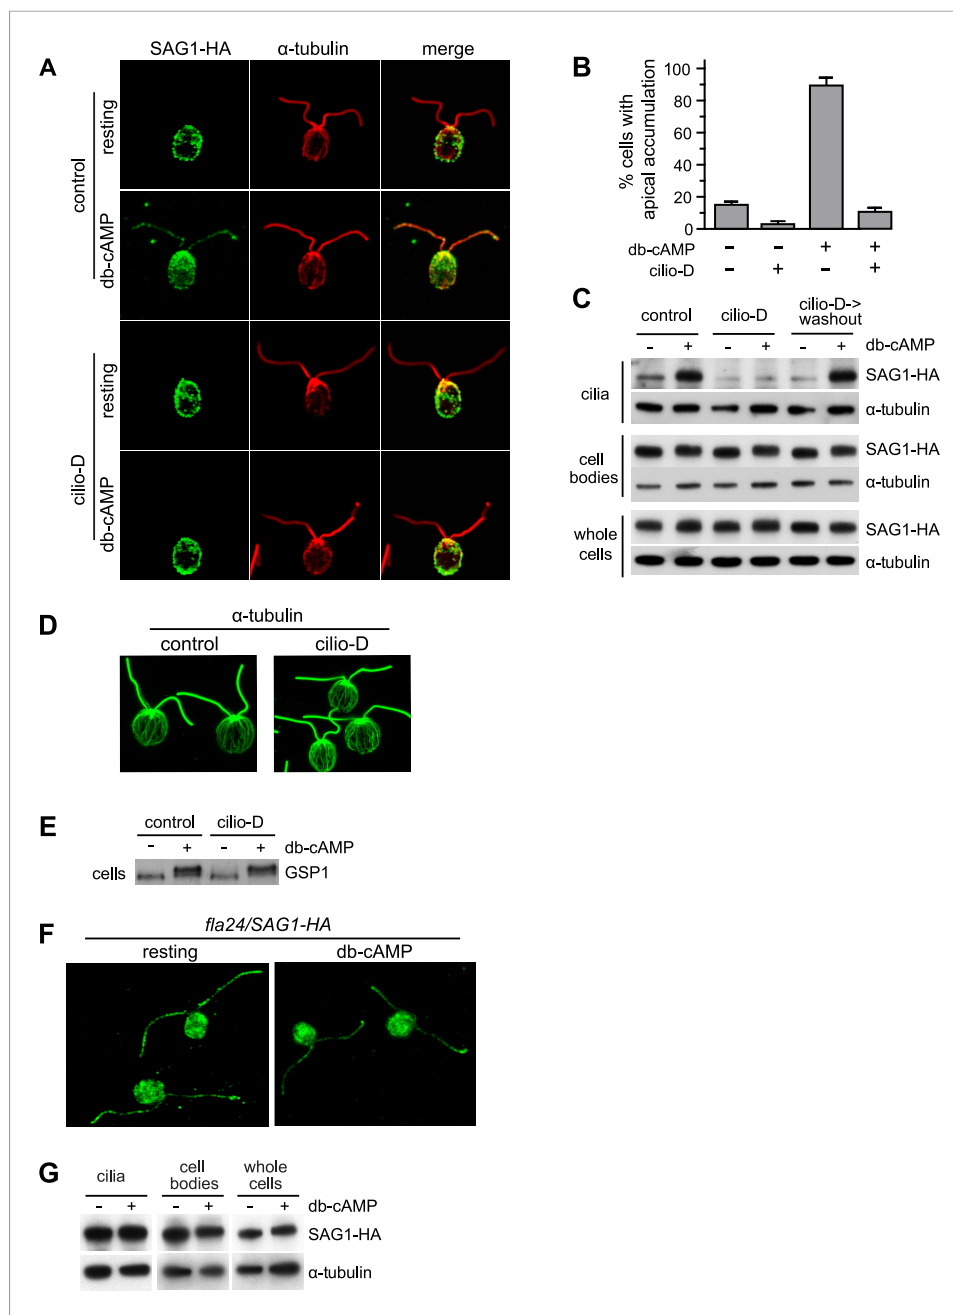 A
SAG1-HA α-tubulin merge
control
resting
db-cAMP
cilio-D
resting
db-cAMP
B
% cells with
apical accumulation
100
80
60
40
20
0
db-cAMP - - + +
cilio-D - + - +
C
control cilio-D cilio-D->
washout
- + - + - + db-cAMP
cilia
SAG1-HA
α-tubulin
cell
bodies
SAG1-HA
α-tubulin
whole
cells
SAG1-HA
α-tubulin
D
α-tubulin
control cilio-D
E
control cilio-D
- + - + db-cAMP
cells GSP1
F
fla24/SAG1-HA
resting db-cAMP
G
cilia cell
bodies whole
cells
- + - + - + db-cAMP
SAG1-HA
α-tubulin